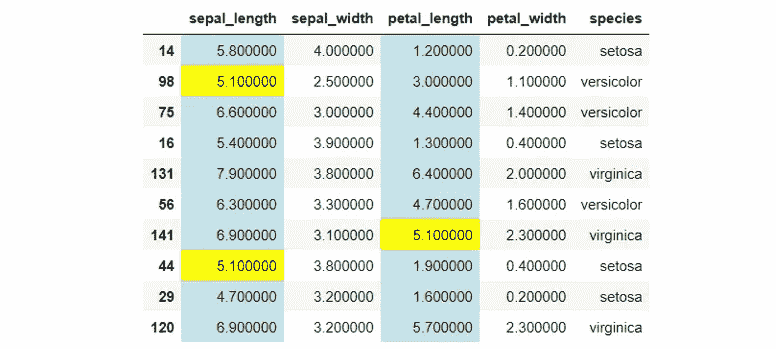 sepal_length sepal_width petal_length petal_width species
14 5.800000 4.000000 1.200000 0.200000 setosa
98 5.100000 2.500000 3.000000 1.100000 versicolor
75 6.600000 3.000000 4.400000 1.400000 versicolor
16 5.400000 3.900000 1.300000 0.400000 setosa
131 7.900000 3.800000 6.400000 2.000000 virginica
56 6.300000 3.300000 4.700000 1.600000 versicolor
141 6.900000 3.100000 5.100000 2.300000 virginica
44 5.100000 3.800000 1.900000 0.400000 setosa
29 4.700000 3.200000 1.600000 0.200000 setosa
120 6.900000 3.200000 5.700000 2.300000 virginica